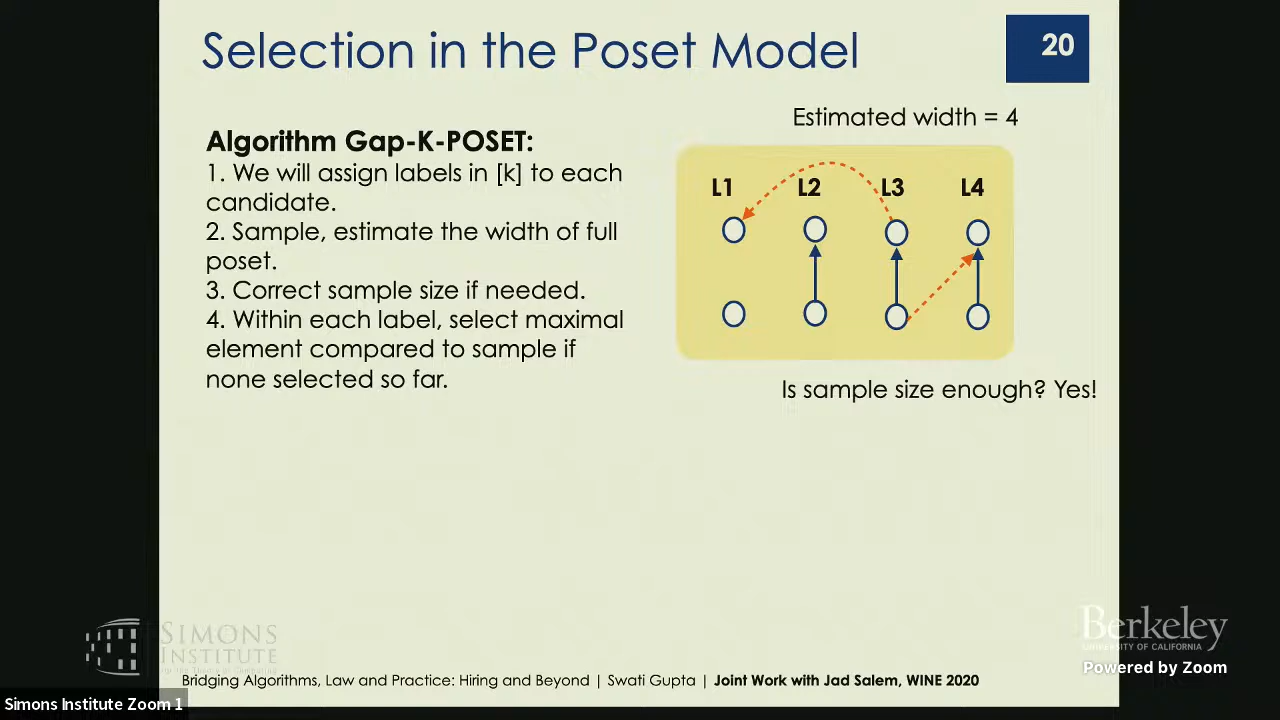 Selection in the Poset Model
20
Algorithm Gap-K-POSET:
1. We will assign labels in [k] to each
candidate.
2. Sample, estimate the width of full
poset.
3. Correct sample size if needed.
4. Within each label, select maximal
element compared to sample if
none selected so far.
Estimated width = 4
L1 L2 L3 L4
Is sample size enough? Yes!
SIMONS
INSTITUTE
Berkeley
UNIVERSITY OF CALIFORNIA
Powered by Zoom
Bridging Algorithms, Law and Practice: Hiring and Beyond | Swati Gupta | Joint Work with Jad Salem, WINE 2020
Simons Institute Zoom 1